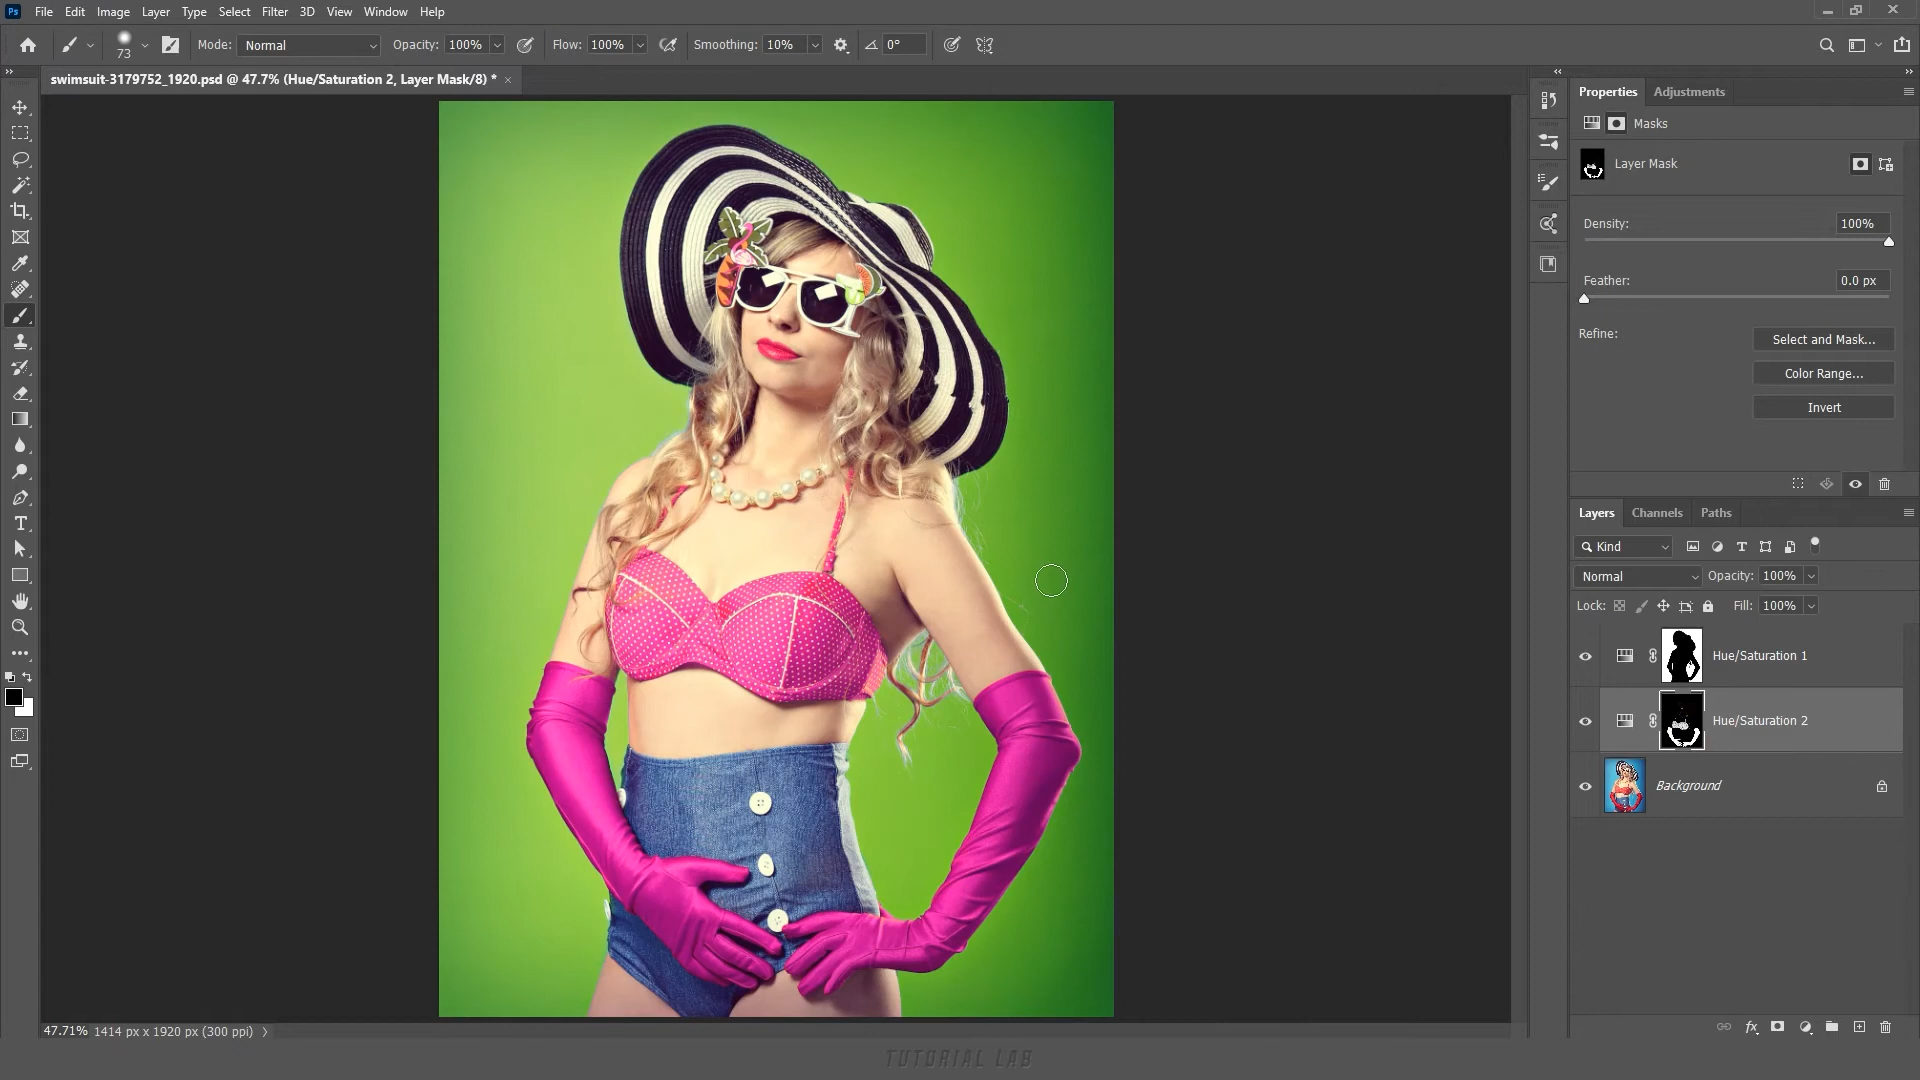 Ps File Edit Image Layer Type Select Filter 3D View Window Help
73 Mode: Normal Opacity: 100% Flow: 100% Smoothing: 10% 0°
swimsuit-3179752_1920.psd @ 47.7% (Hue/Saturation 2, Layer Mask/8) * ×
Properties Adjustments
Masks
Layer Mask
Density: 100%
Feather: 0.0 px
Refine: Select and Mask...
Color Range...
Invert
Layers Channels Paths
Kind
Normal Opacity: 100%
Lock: Fill: 100%
Hue/Saturation 1
Hue/Saturation 2
Background
fx
47.71% 1414 px x 1920 px (300 ppi)
TUTORIAL LAB